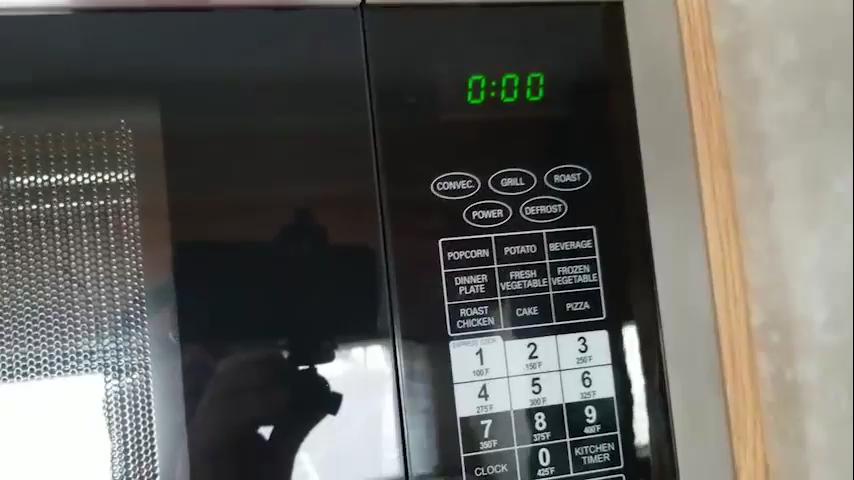 0:00
CONVEC. GRILL ROAST
POWER DEFROST
POPCORN POTATO BEVERAGE
DINNER PLATE FRESH VEGETABLE FROZEN VEGETABLE
ROAST CHICKEN CAKE PIZZA
EXPRESS COOK
1 2 3
100°F 150°F 250°F
4 5 6
275°F 300°F 325°F
7 8 9
350°F 375°F 400°F
CLOCK 0 KITCHEN TIMER
425°F